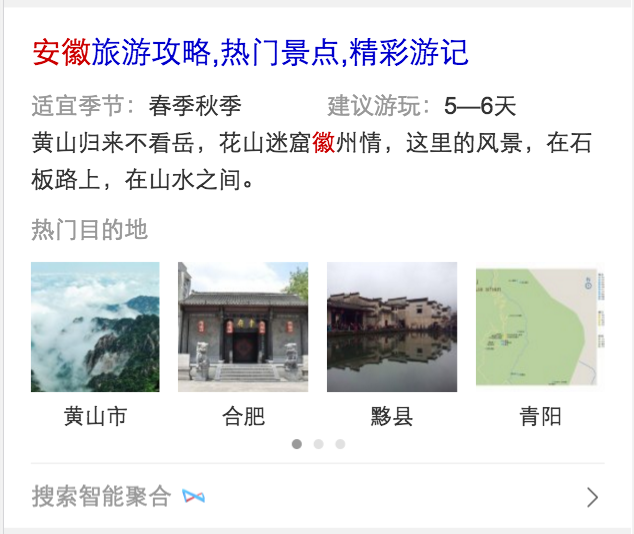 安徽旅游攻略,热门景点,精彩游记
适宜季节：春季秋季 建议游玩：5—6天
黄山归来不看岳，花山迷窟徽州情，这里的风景，在石
板路上，在山水之间。
热门目的地
黄山市 合肥 黟县 青阳
搜索智能聚合